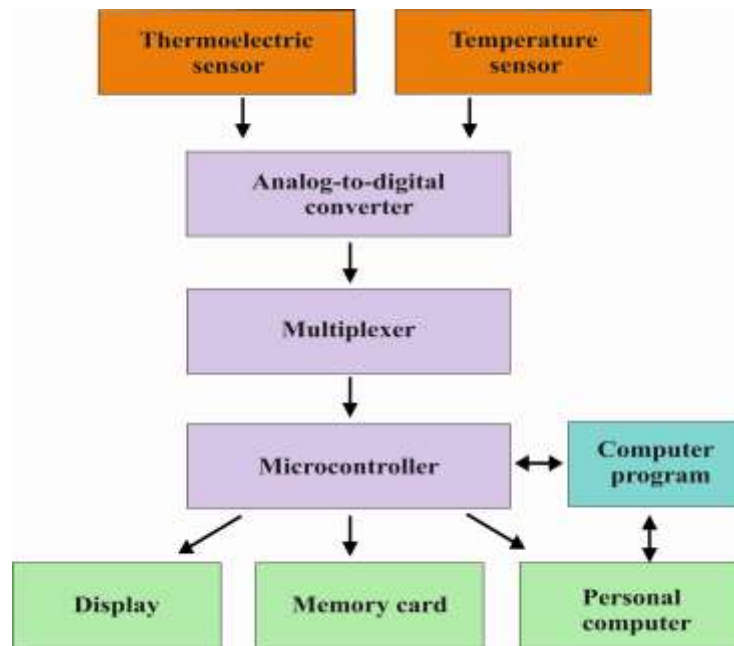 Thermoelectric
sensor
Temperature
sensor
Analog-to-digital
converter
Multiplexer
Microcontroller
Computer
program
Display
Memory card
Personal
computer